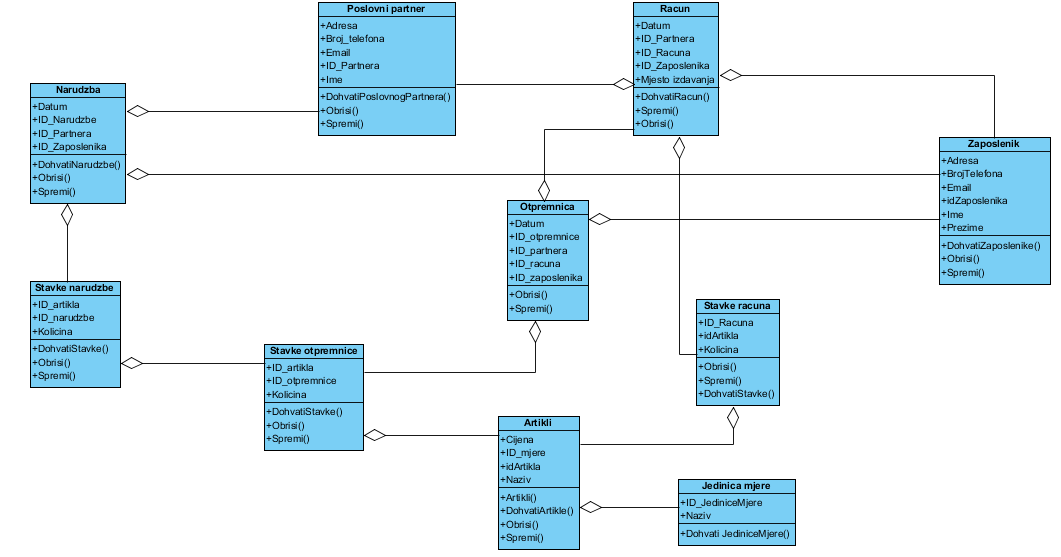 Poslovni partner
+Adresa
+Broj_telefona
+Email
+ID_Partnera
+Ime
+DohvatiPoslovnogPartnera()
+Obrisi()
+Spremi()
Racun
+Datum
+ID_Partnera
+ID_Racuna
+ID_Zaposlenika
+Mjesto izdavanja
+DohvatiRacun()
+Spremi()
+Obrisi()
Narudzba
+Datum
+ID_Narudzbe
+ID_Partnera
+ID_Zaposlenika
+DohvatiNarudzbe()
+Obrisi()
+Spremi()
Zaposlenik
+Adresa
+BrojTelefona
+Email
+idZaposlenika
+Ime
+Prezime
+DohvatiZaposlenike()
+Obrisi()
+Spremi()
Otpremnica
+Datum
+ID_otpremnice
+ID_partnera
+ID_racuna
+ID_zaposlenika
+Obrisi()
+Spremi()
Stavke narudzbe
+ID_artikla
+ID_narudzbe
+Kolicina
+DohvatiStavke()
+Obrisi()
+Spremi()
Stavke racuna
+ID_Racuna
+idArtikla
+Kolicina
+Obrisi()
+Spremi()
+DohvatiStavke()
Stavke otpremnice
+ID_artikla
+ID_otpremnice
+Kolicina
+DohvatiStavke()
+Obrisi()
+Spremi()
Artikli
+Cijena
+ID_mjere
+idArtikla
+Naziv
+Artikli()
+DohvatiArtikle()
+Obrisi()
+Spremi()
Jedinica mjere
+ID_JediniceMjere
+Naziv
+Dohvati JediniceMjere()